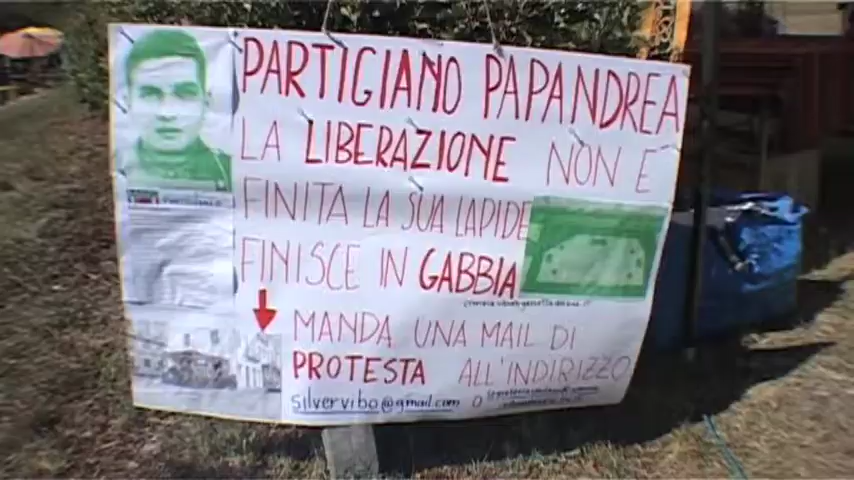 PARTIGIANO PAPANDREA
LA LIBERAZIONE NON E
FINITA LA SUA LAPIDE
FINISCE IN GABBIA
MANDA UNA MAIL DI
PROTESTA ALL'INDIRIZZO
silvervibo@gmail.com O